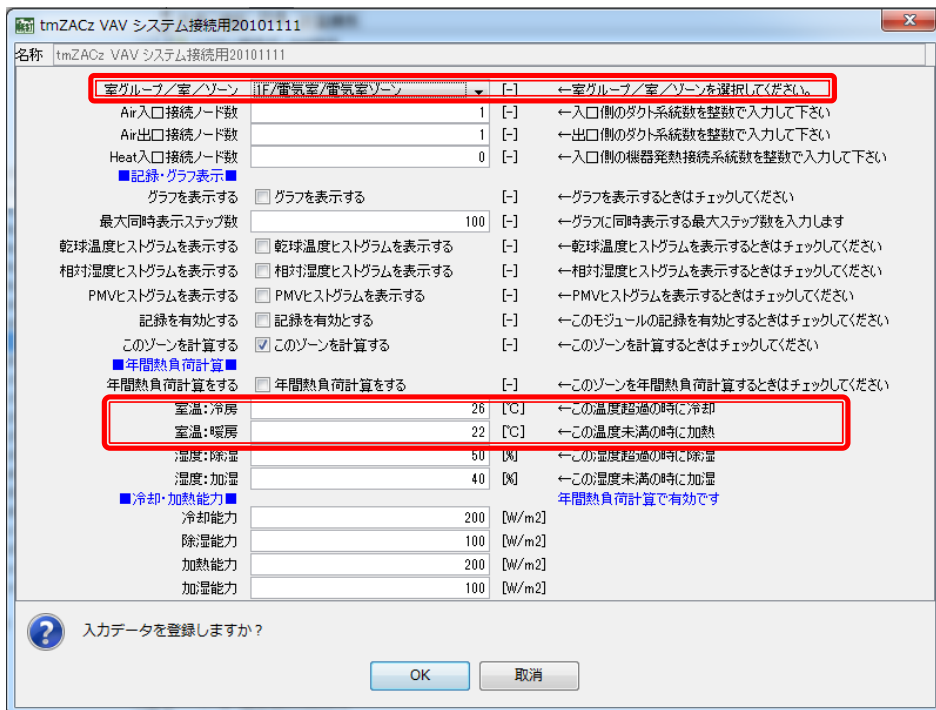 tmZACz VAV システム接続用20101111
名称 tmZACz VAV システム接続用20101111
室グループ/室/ゾーン 1F/電気室/電気室ゾーン [-] ←室グループ/室/ゾーンを選択してください。
Air入口接続ノード数 1 [-] ←入口側のダクト系統数を整数で入力して下さい
Air出口接続ノード数 1 [-] ←出口側のダクト系統数を整数で入力して下さい
Heat入口接続ノード数 0 [-] ←入口側の機器発熱接続系統数を整数で入力して下さい
■記録・グラフ表示■
グラフを表示する グラフを表示する [-] ←グラフを表示するときはチェックしてください
最大同時表示ステップ数 100 [-] ←グラフに同時表示する最大ステップ数を入力します
乾球温度ヒストグラムを表示する 乾球温度ヒストグラムを表示する [-] ←乾球温度ヒストグラムを表示するときはチェックしてください
相対湿度ヒストグラムを表示する 相対湿度ヒストグラムを表示する [-] ←相対湿度ヒストグラムを表示するときはチェックしてください
PMVヒストグラムを表示する PMVヒストグラムを表示する [-] ←PMVヒストグラムを表示するときはチェックしてください
記録を有効とする 記録を有効とする [-] ←このモジュールの記録を有効とするときはチェックしてください
このゾーンを計算する このゾーンを計算する [-] ←このゾーンを計算するときはチェックしてください
■年間熱負荷計算■
年間熱負荷計算をする 年間熱負荷計算をする [-] ←このゾーンを年間熱負荷計算するときはチェックしてください
室温:冷房 26 [℃] ←この温度超過の時に冷却
室温:暖房 22 [℃] ←この温度未満の時に加熱
湿度:除湿 50 [%] ←この湿度超過の時に除湿
湿度:加湿 40 [%] ←この湿度未満の時に加湿
■冷却・加熱能力■ 年間熱負荷計算で有効です
冷却能力 200 [W/m2]
除湿能力 100 [W/m2]
加熱能力 200 [W/m2]
加湿能力 100 [W/m2]
入力データを登録しますか?
OK 取消